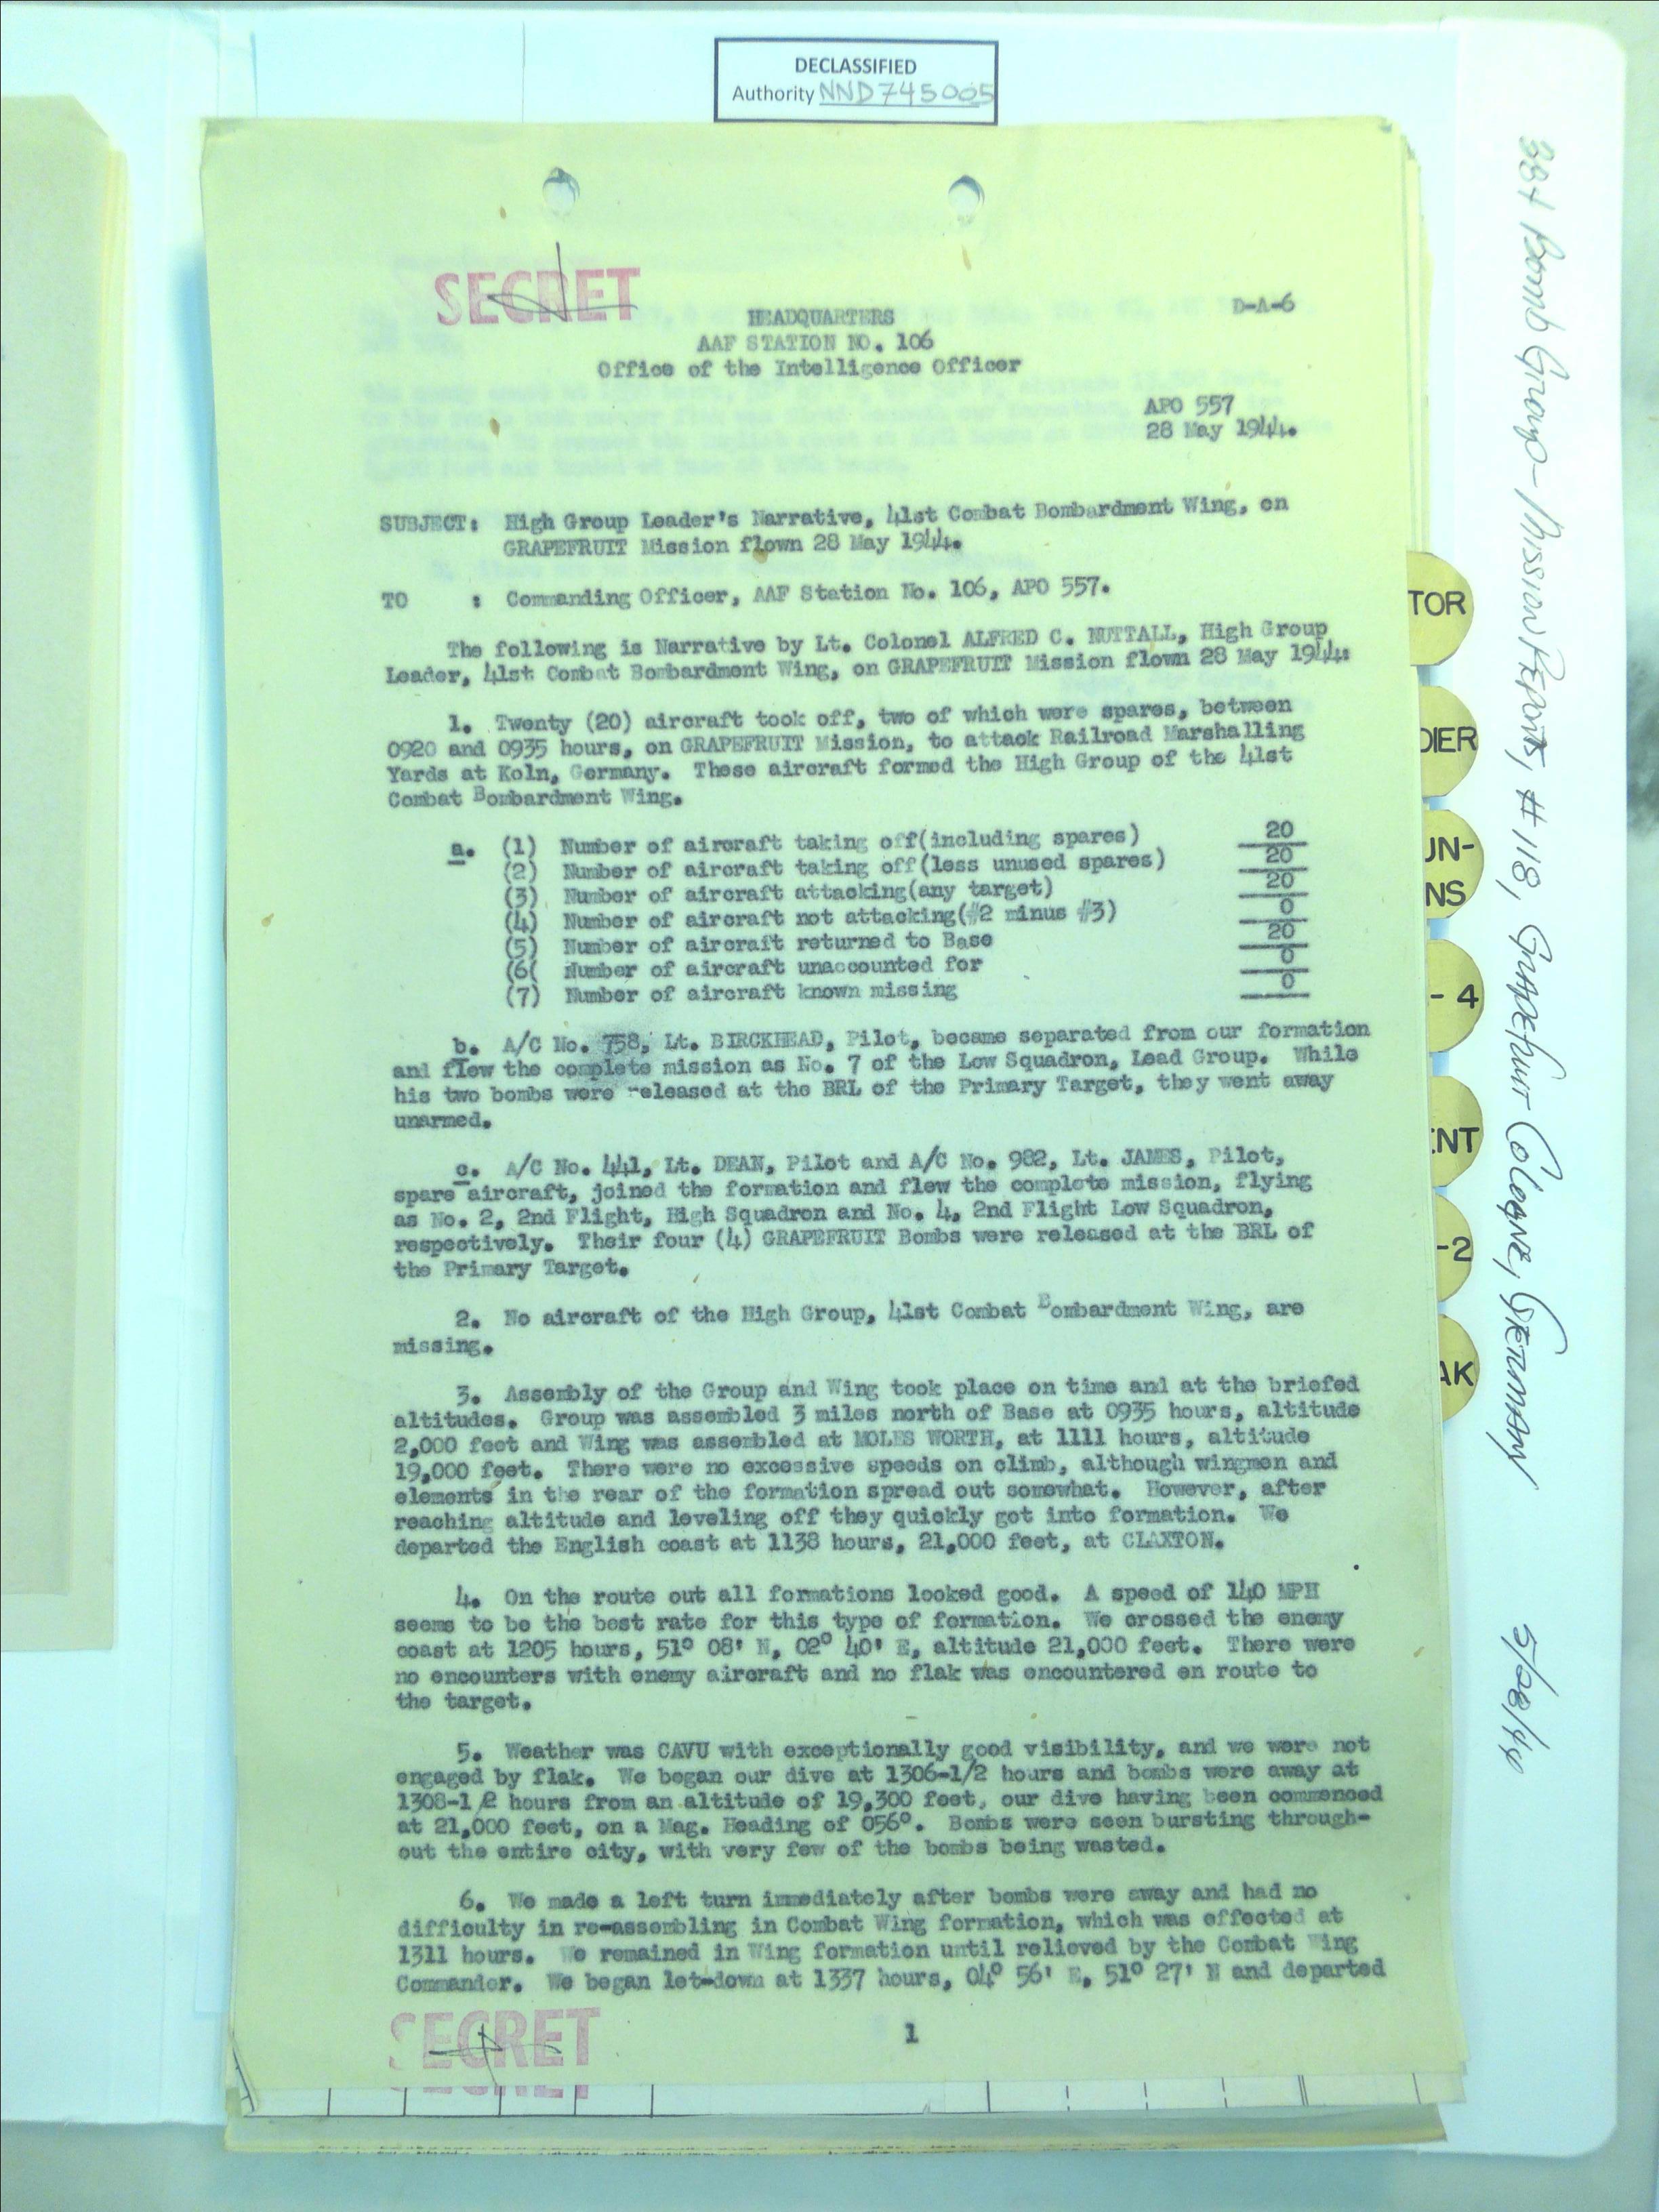 DECLASSIFIED
Authority NND745005
SECRET
D-A-6
HEADQUARTERS
AAF STATION NO. 106
Office of the Intelligence Officer
APO 557
28 May 1944.
SUBJECT: High Group Leader's Narrative, 41st Combat Bombardment Wing, on
GRAPEFRUIT Mission flown 28 May 1944.
TO : Commanding Officer, AAF Station No. 106, APO 557.
The following is Narrative by Lt. Colonel ALFRED C. NUTTALL, High Group
Leader, 41st Combat Bombardment Wing, on GRAPEFRUIT Mission flown 28 May 1944:
1. Twenty (20) aircraft took off, two of which were spares, between
0920 and 0935 hours, on GRAPEFRUIT Mission, to attack Railroad Marshalling
Yards at Koln, Germany. These aircraft formed the High Group of the 41st
Combat Bombardment Wing.
a. (1) Number of aircraft taking off(including spares) 20
(2) Number of aircraft taking off(less unused spares) 20
(3) Number of aircraft attacking(any target) 20
(4) Number of aircraft not attacking(#2 minus #3) 0
(5) Number of aircraft returned to Base 20
(6( Number of aircraft unaccounted for 0
(7) Number of aircraft known missing 0
b. A/C No. 758, Lt. BIRCKHEAD, Pilot, became separated from our formation
and flew the complete mission as No. 7 of the Low Squadron, Lead Group. While
his two bombs were released at the BRL of the Primary Target, they went away
unarmed.
c. A/C No. 441, Lt. DEAN, Pilot and A/C No. 982, Lt. JAMES, Pilot,
spare aircraft, joined the formation and flew the complete mission, flying
as No. 2, 2nd Flight, High Squadron and No. 4, 2nd Flight Low Squadron,
respectively. Their four (4) GRAPEFRUIT Bombs were released at the BRL of
the Primary Target.
2. No aircraft of the High Group, 41st Combat Bombardment Wing, are
missing.
3. Assembly of the Group and Wing took place on time and at the briefed
altitudes. Group was assembled 3 miles north of Base at 0935 hours, altitude
2,000 feet and Wing was assembled at MOLES WORTH, at 1111 hours, altitude
19,000 feet. There were no excessive speeds on climb, although wingmen and
elements in the rear of the formation spread out somewhat. However, after
reaching altitude and leveling off they quickly got into formation. We
departed the English coast at 1138 hours, 21,000 feet, at CLAXTON.
4. On the route out all formations looked good. A speed of 140 MPH
seems to be the best rate for this type of formation. We crossed the enemy
coast at 1205 hours, 51° 08' N, 02° 40' E, altitude 21,000 feet. There were
no encounters with enemy aircraft and no flak was encountered en route to
the target.
5. Weather was CAVU with exceptionally good visibility, and we were not
engaged by flak. We began our dive at 1306-1/2 hours and bombs were away at
1308-1/2 hours from an altitude of 19,300 feet, our dive having been commenced
at 21,000 feet, on a Mag. Heading of 056°. Bombs were seen bursting through-
out the entire city, with very few of the bombs being wasted.
6. We made a left turn immediately after bombs were away and had no
difficulty in re-assembling in Combat Wing formation, which was effected at
1311 hours. We remained in Wing formation until relieved by the Combat Wing
Commander. We began let-down at 1337 hours, 04° 56' E, 51° 27' N and departed
SECRET
SECRET
1
TOR
DIER
UN-
NS
- 4
ENT
-2
AK
384 Bomb Group - Mission Reports, #118, Grapefruit Cologne, Germany 5/28/44